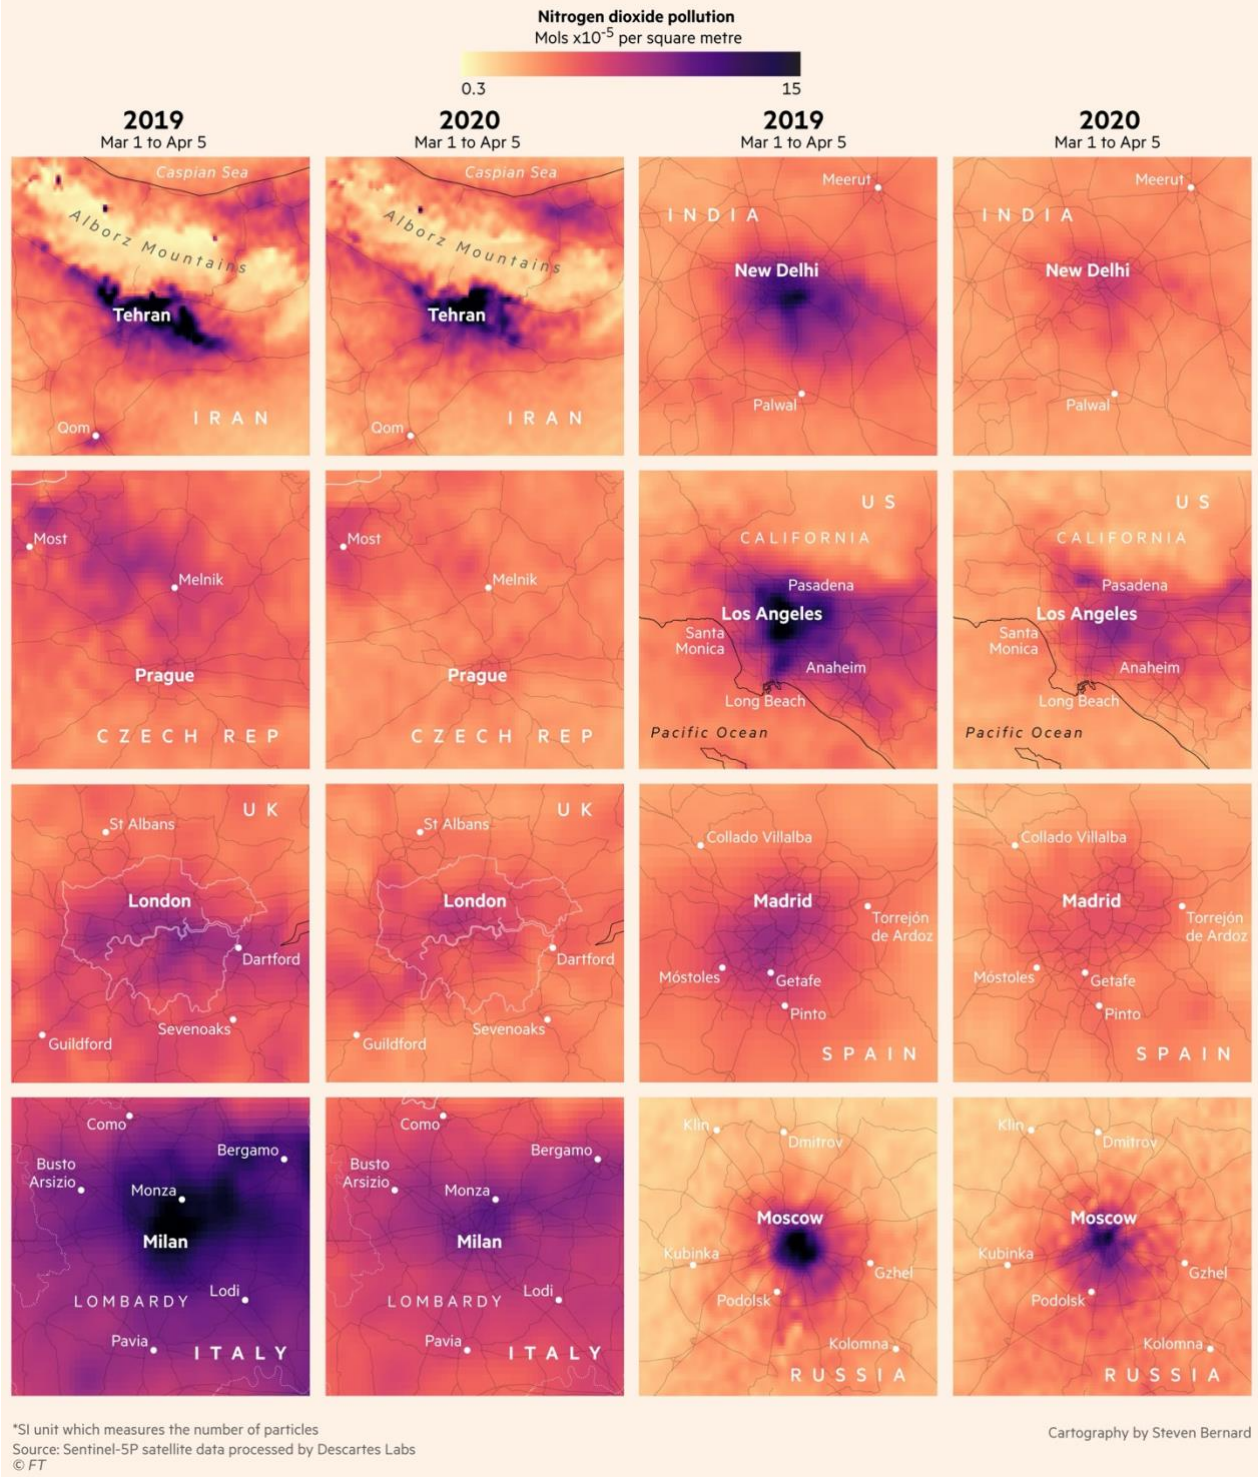 Nitrogen dioxide pollution
Mols x10⁻⁵ per square metre
0.3 15
2019
Mar 1 to Apr 5
2020
Mar 1 to Apr 5
2019
Mar 1 to Apr 5
2020
Mar 1 to Apr 5
Caspian Sea
Alborz Mountains
Tehran
IRAN
Qom
Caspian Sea
Alborz Mountains
Tehran
IRAN
Qom
Meerut
INDIA
New Delhi
Palwal
Meerut
INDIA
New Delhi
Palwal
Most
Melnik
Prague
CZECH REP
Most
Melnik
Prague
CZECH REP
US
CALIFORNIA
Pasadena
Los Angeles
Santa
Monica
Anaheim
Long Beach
Pacific Ocean
US
CALIFORNIA
Pasadena
Los Angeles
Santa
Monica
Anaheim
Long Beach
Pacific Ocean
UK
St Albans
London
Dartford
Sevenoaks
Guildford
UK
St Albans
London
Dartford
Sevenoaks
Guildford
Collado Villalba
Madrid
Torrejón
de Ardoz
Móstoles
Getafe
Pinto
SPAIN
Collado Villalba
Madrid
Torrejón
de Ardoz
Móstoles
Getafe
Pinto
SPAIN
Como
Bergamo
Busto
Arsizio
Monza
Milan
Lodi
LOMBARDY
Pavia
ITALY
Como
Bergamo
Busto
Arsizio
Monza
Milan
Lodi
LOMBARDY
Pavia
ITALY
Klin
Dmitrov
Moscow
Kubinka
Gzhel
Podolsk
Kolomna
RUSSIA
Klin
Dmitrov
Moscow
Kubinka
Gzhel
Podolsk
Kolomna
RUSSIA
*SI unit which measures the number of particles
Source: Sentinel-5P satellite data processed by Descartes Labs
© FT
Cartography by Steven Bernard